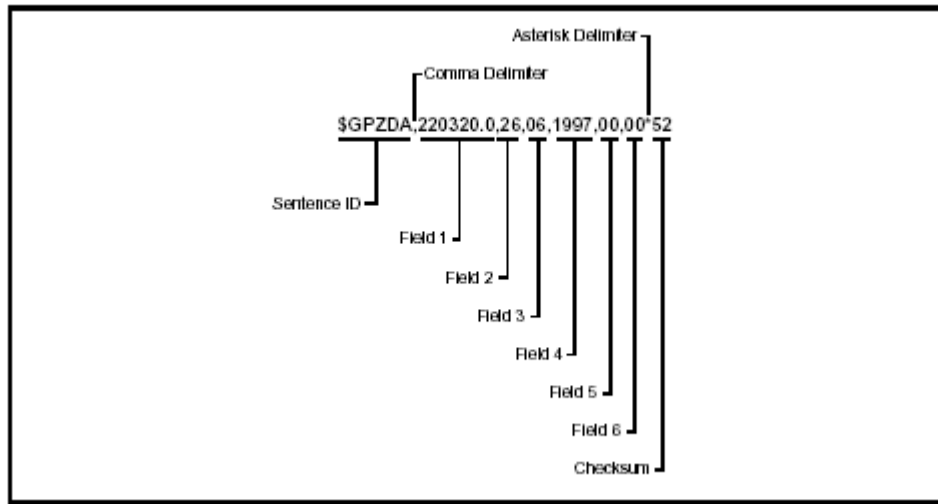 Asterisk Delimiter
Comma Delimiter
$GPZDA,220320.0,26,06,1997,00,00*52
Sentence ID
Field 1
Field 2
Field 3
Field 4
Field 5
Field 6
Checksum